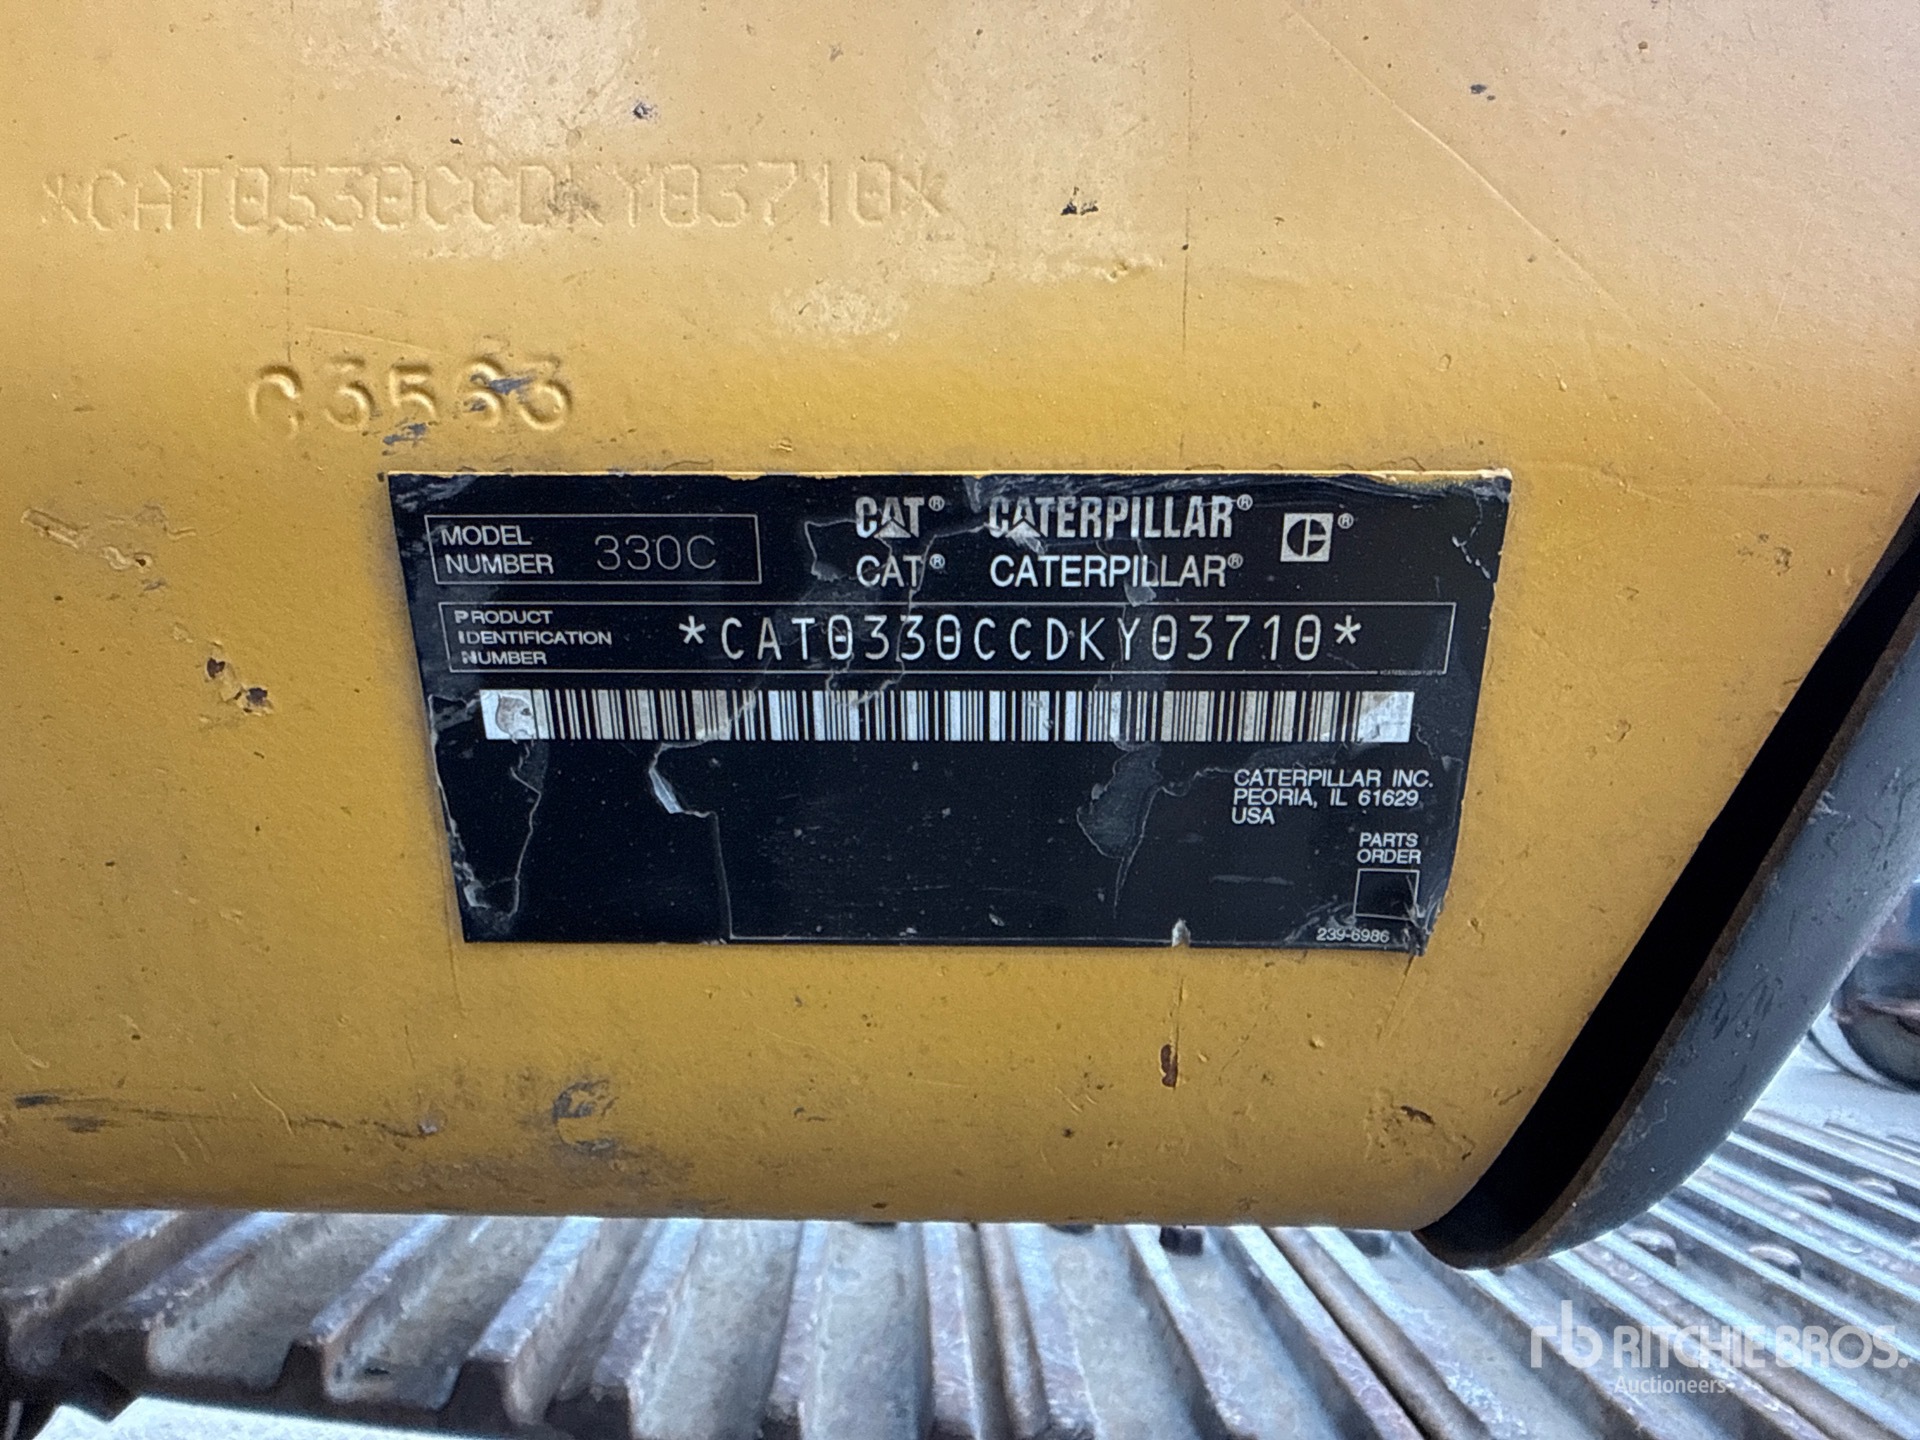 *CAT0330CCDKY03710*
C3563
MODEL NUMBER 330C
CAT® CATERPILLAR®
CAT® CATERPILLAR®
PRODUCT
IDENTIFICATION
NUMBER
*CAT0330CCDKY03710*
CATERPILLAR INC.
PEORIA, IL 61629
USA
PARTS
ORDER
239-6986
rb RITCHIE BROS.
Auctioneers